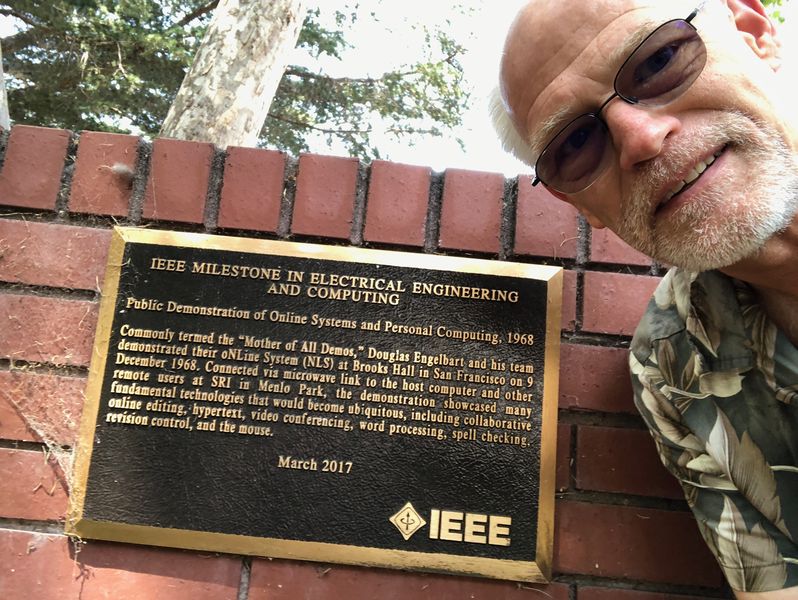 IEEE MILESTONE IN ELECTRICAL ENGINEERING
AND COMPUTING
Public Demonstration of Online Systems and Personal Computing, 1968
Commonly termed the "Mother of All Demos," Douglas Engelbart and his team
demonstrated their oNLine System (NLS) at Brooks Hall in San Francisco on 9
December 1968. Connected via microwave link to the host computer and other
remote users at SRI in Menlo Park, the demonstration showcased many
fundamental technologies that would become ubiquitous, including collaborative
online editing, hypertext, video conferencing, word processing, spell checking,
revision control, and the mouse.
March 2017
IEEE